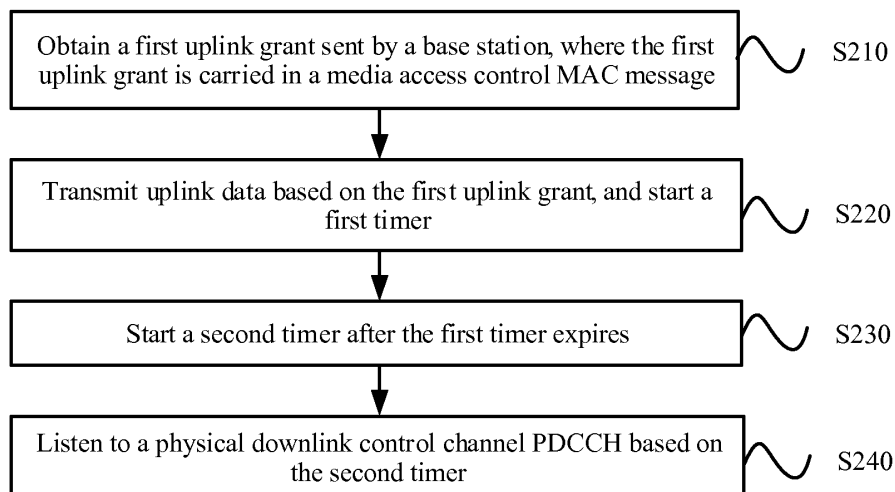 Obtain a first uplink grant sent by a base station, where the first
uplink grant is carried in a media access control MAC message
S210
Transmit uplink data based on the first uplink grant, and start a
first timer
S220
Start a second timer after the first timer expires
S230
Listen to a physical downlink control channel PDCCH based on
the second timer
S240